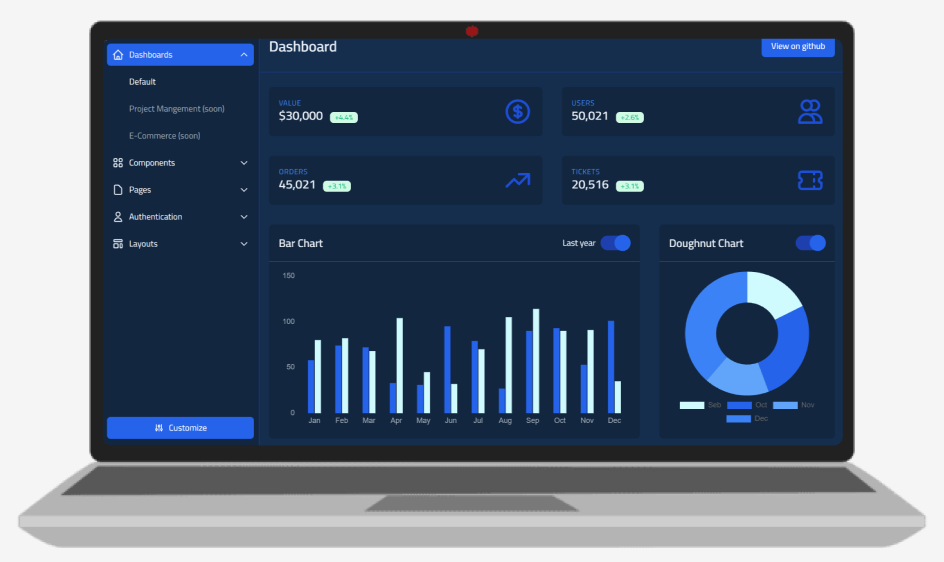 Dashboards
Default
Project Mangement (soon)
E-Commerce (soon)
Components
Pages
Authentication
Layouts
Customize
Dashboard
View on github
VALUE
$30,000 +4.4%
USERS
50,021 +2.6%
ORDERS
45,021 +3.1%
TICKETS
20,516 +3.1%
Bar Chart
Last year
150
100
50
0
Jan Feb Mar Apr May Jun Jul Aug Sep Oct Nov Dec
Doughnut Chart
Seb Oct Nov
Dec